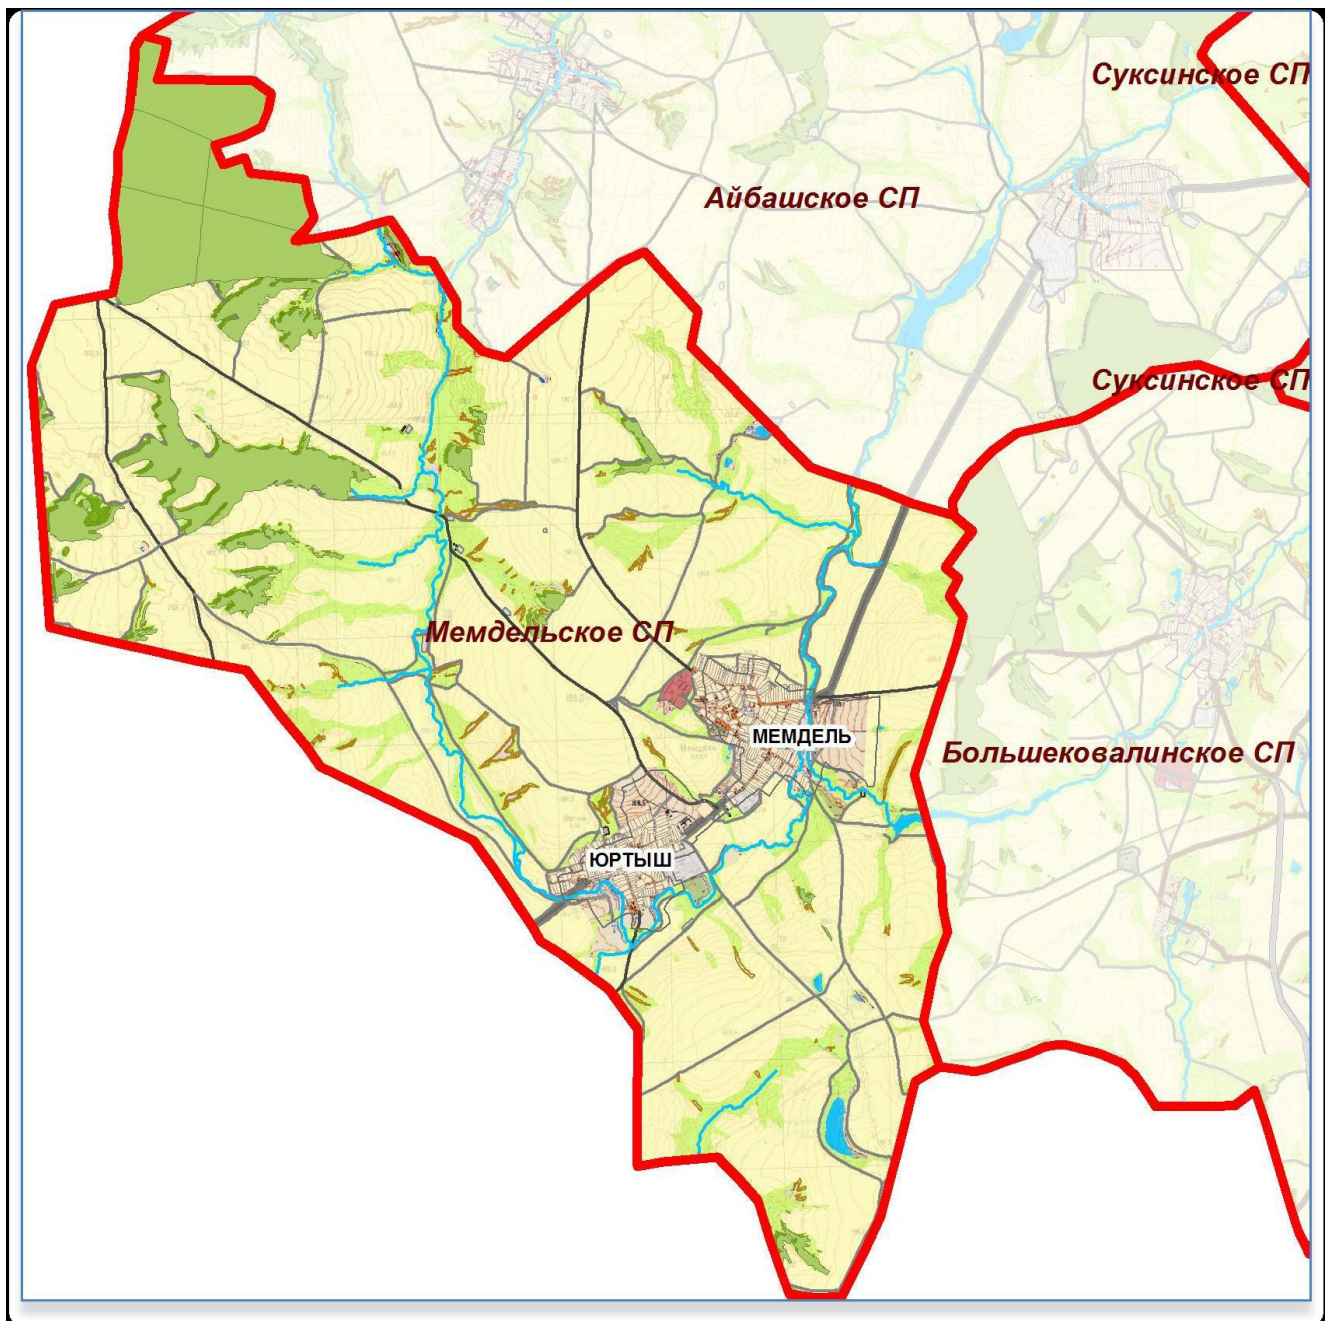 Суксинское СП
Айбашское СП
Суксинское СП
Мемдельское СП
МЕМДЕЛЬ
Большековалинское СП
ЮРТЫШ